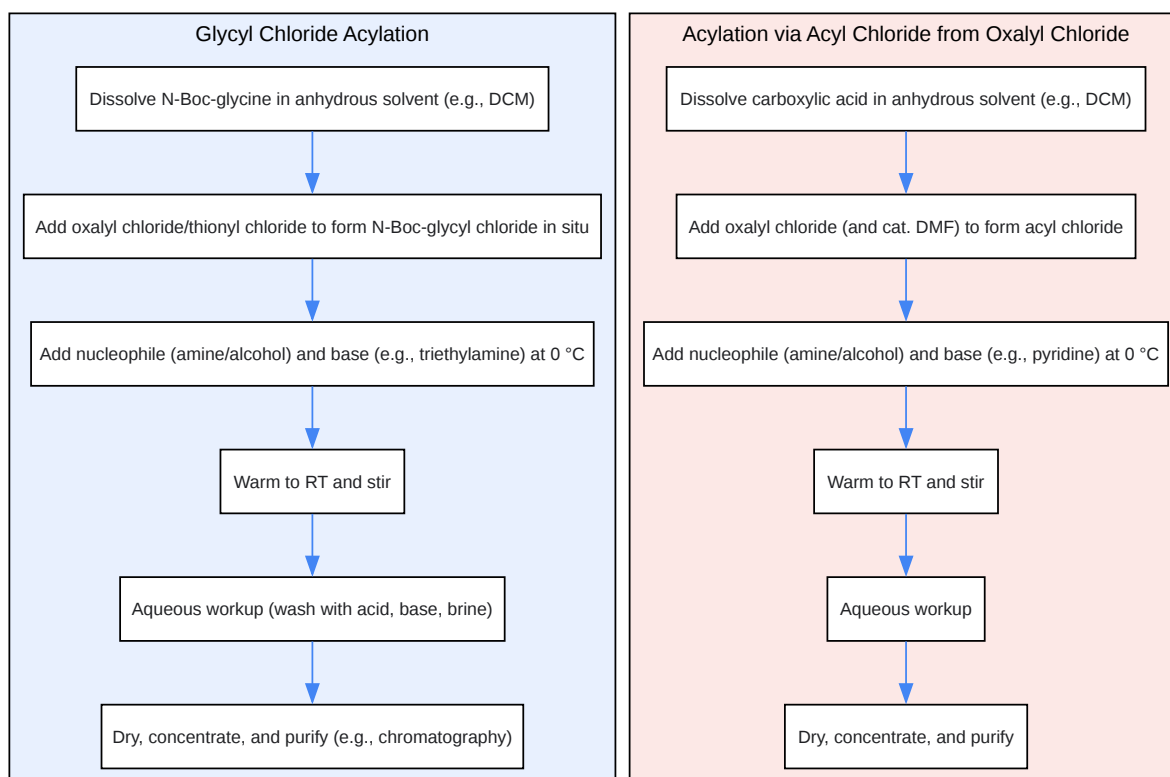 Glycyl Chloride Acylation
Dissolve N-Boc-glycine in anhydrous solvent (e.g., DCM)
Add oxalyl chloride/thionyl chloride to form N-Boc-glycyl chloride in situ
Add nucleophile (amine/alcohol) and base (e.g., triethylamine) at 0 °C
Warm to RT and stir
Aqueous workup (wash with acid, base, brine)
Dry, concentrate, and purify (e.g., chromatography)
Acylation via Acyl Chloride from Oxalyl Chloride
Dissolve carboxylic acid in anhydrous solvent (e.g., DCM)
Add oxalyl chloride (and cat. DMF) to form acyl chloride
Add nucleophile (amine/alcohol) and base (e.g., pyridine) at 0 °C
Warm to RT and stir
Aqueous workup
Dry, concentrate, and purify